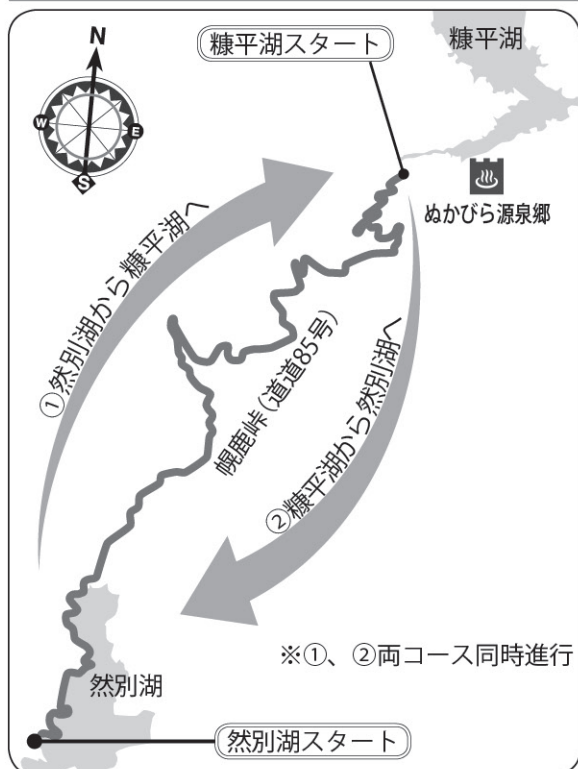 N
W
E
S
糠平湖スタート
糠平湖
ぬかびら源泉郷
①然別湖から糠平湖へ
幌鹿峠(道道85号)
②糠平湖から然別湖へ
※①、②両コース同時進行
然別湖
然別湖スタート